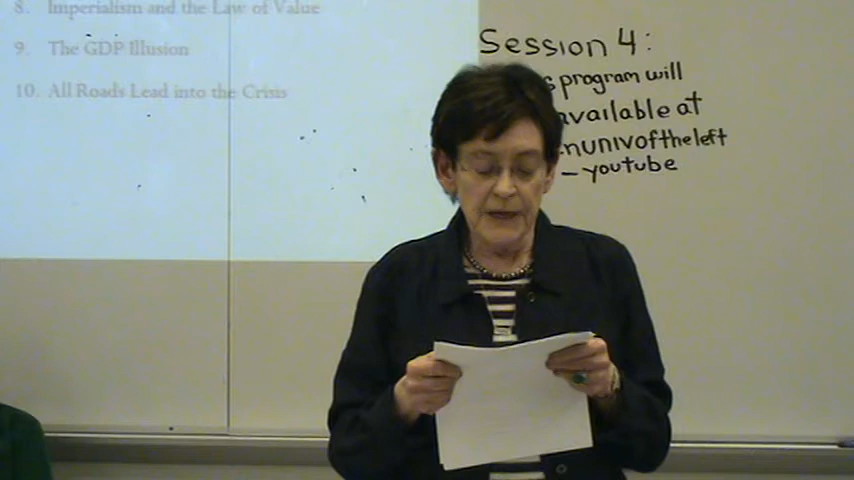 8. Imperialism and the Law of Value
9. The GDP Illusion
10. All Roads Lead into the Crisis
Session 4:
s program will
available at
nunivoftheleft
- youtube